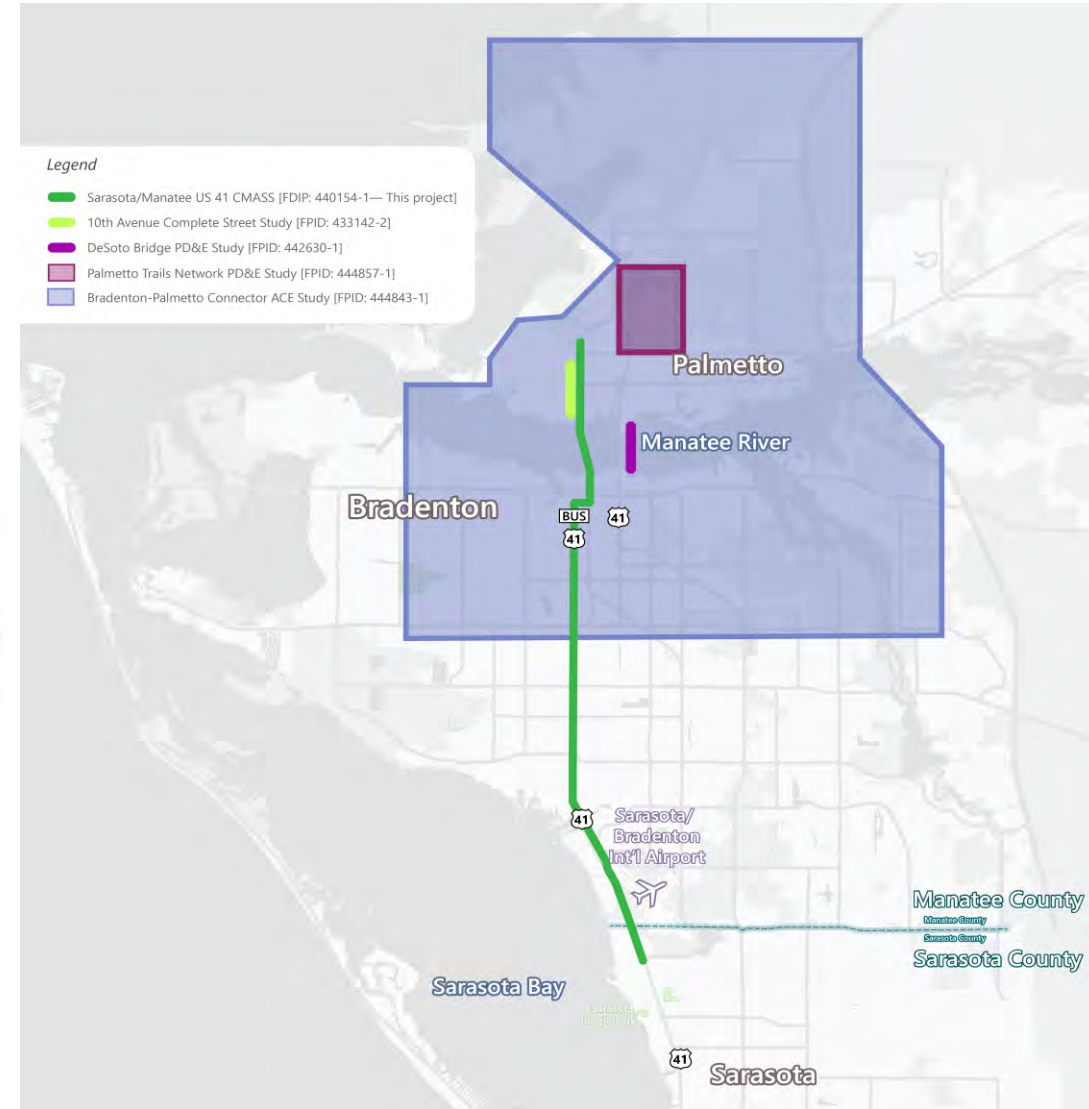 Legend
Sarasota/Manatee US 41 CMASS [FDIP: 440154-1— This project]
10th Avenue Complete Street Study [FPID: 433142-2]
DeSoto Bridge PD&E Study [FPID: 442630-1]
Palmetto Trails Network PD&E Study [FPID: 444857-1]
Bradenton-Palmetto Connector ACE Study [FPID: 444843-1]
Palmetto
Manatee River
Bradenton
BUS
41
41
41
Sarasota/
Bradenton
Int'l Airport
Manatee County
Manatee County
Sarasota County
Sarasota County
Sarasota Bay
Sarasota
41
Sarasota